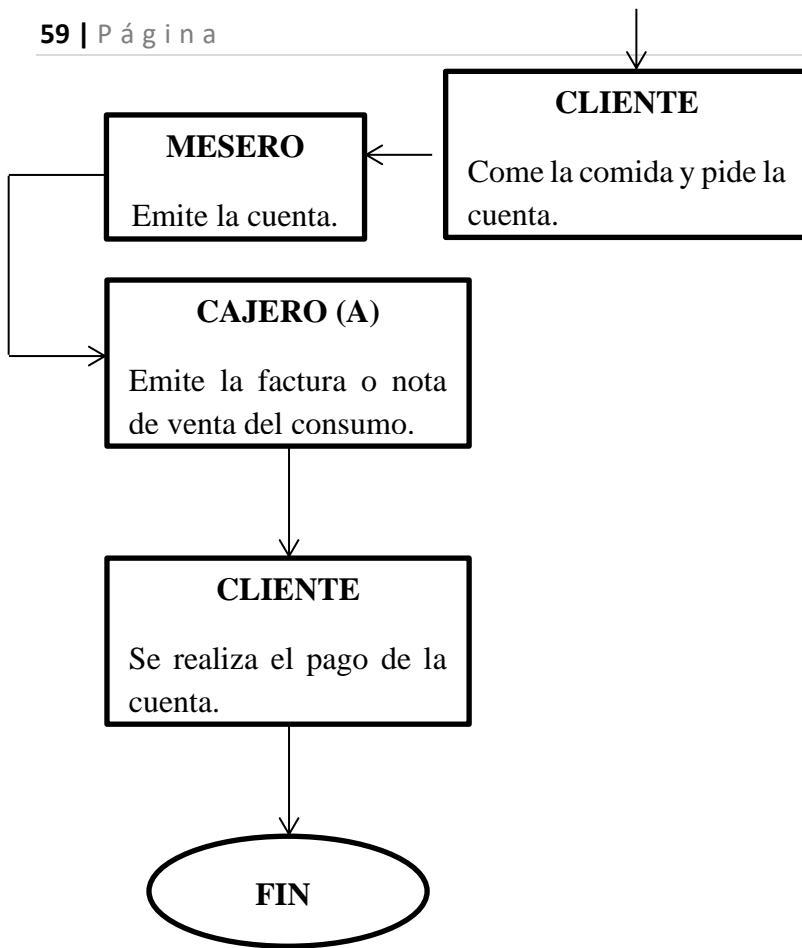 59 | Página
CLIENTE
Come la comida y pide la
cuenta.
MESERO
Emite la cuenta.
CAJERO (A)
Emite la factura o nota
de venta del consumo.
CLIENTE
Se realiza el pago de la
cuenta.
FIN